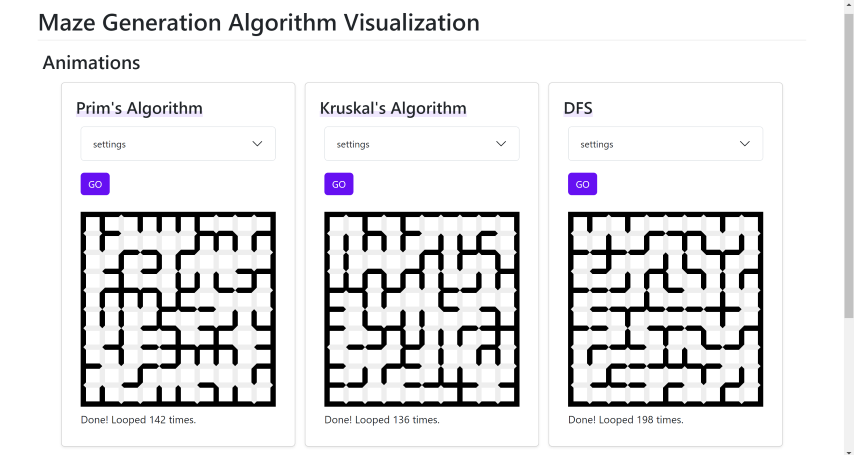 Maze Generation Algorithm Visualization
Animations
Prim's Algorithm
settings
GO
Done! Looped 142 times.
Kruskal's Algorithm
settings
GO
Done! Looped 136 times.
DFS
settings
GO
Done! Looped 198 times.